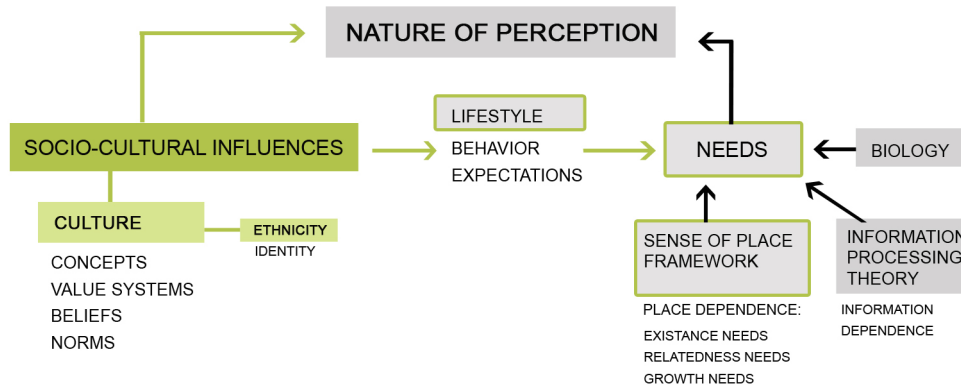 NATURE OF PERCEPTION
SOCIO-CULTURAL INFLUENCES
LIFESTYLE
BEHAVIOR
EXPECTATIONS
NEEDS
BIOLOGY
CULTURE
ETHNICITY
IDENTITY
CONCEPTS
VALUE SYSTEMS
BELIEFS
NORMS
SENSE OF PLACE
FRAMEWORK
PLACE DEPENDENCE:
EXISTANCE NEEDS
RELATEDNESS NEEDS
GROWTH NEEDS
INFORMATION
PROCESSING
THEORY
INFORMATION
DEPENDENCE